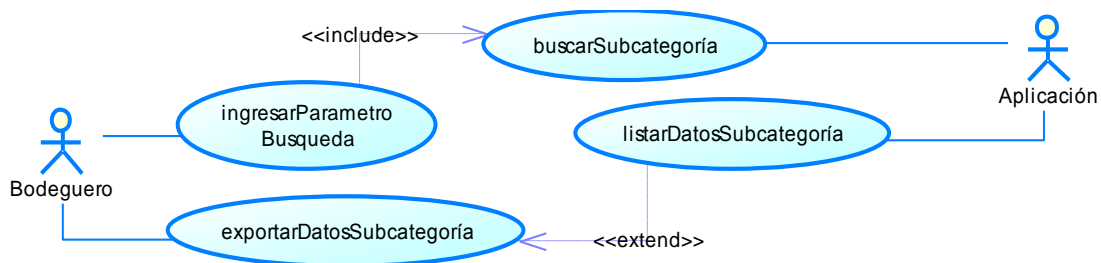 <<include>>
buscarSubcategoría
Aplicación
ingresarParametro
Busqueda
listarDatosSubcategoría
Bodeguero
exportarDatosSubcategoría
<<extend>>